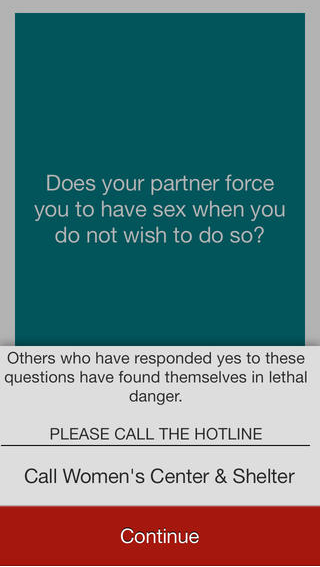 Does your partner force
you to have sex when you
do not wish to do so?
Others who have responded yes to these
questions have found themselves in lethal
danger.
PLEASE CALL THE HOTLINE
Call Women's Center & Shelter
Continue